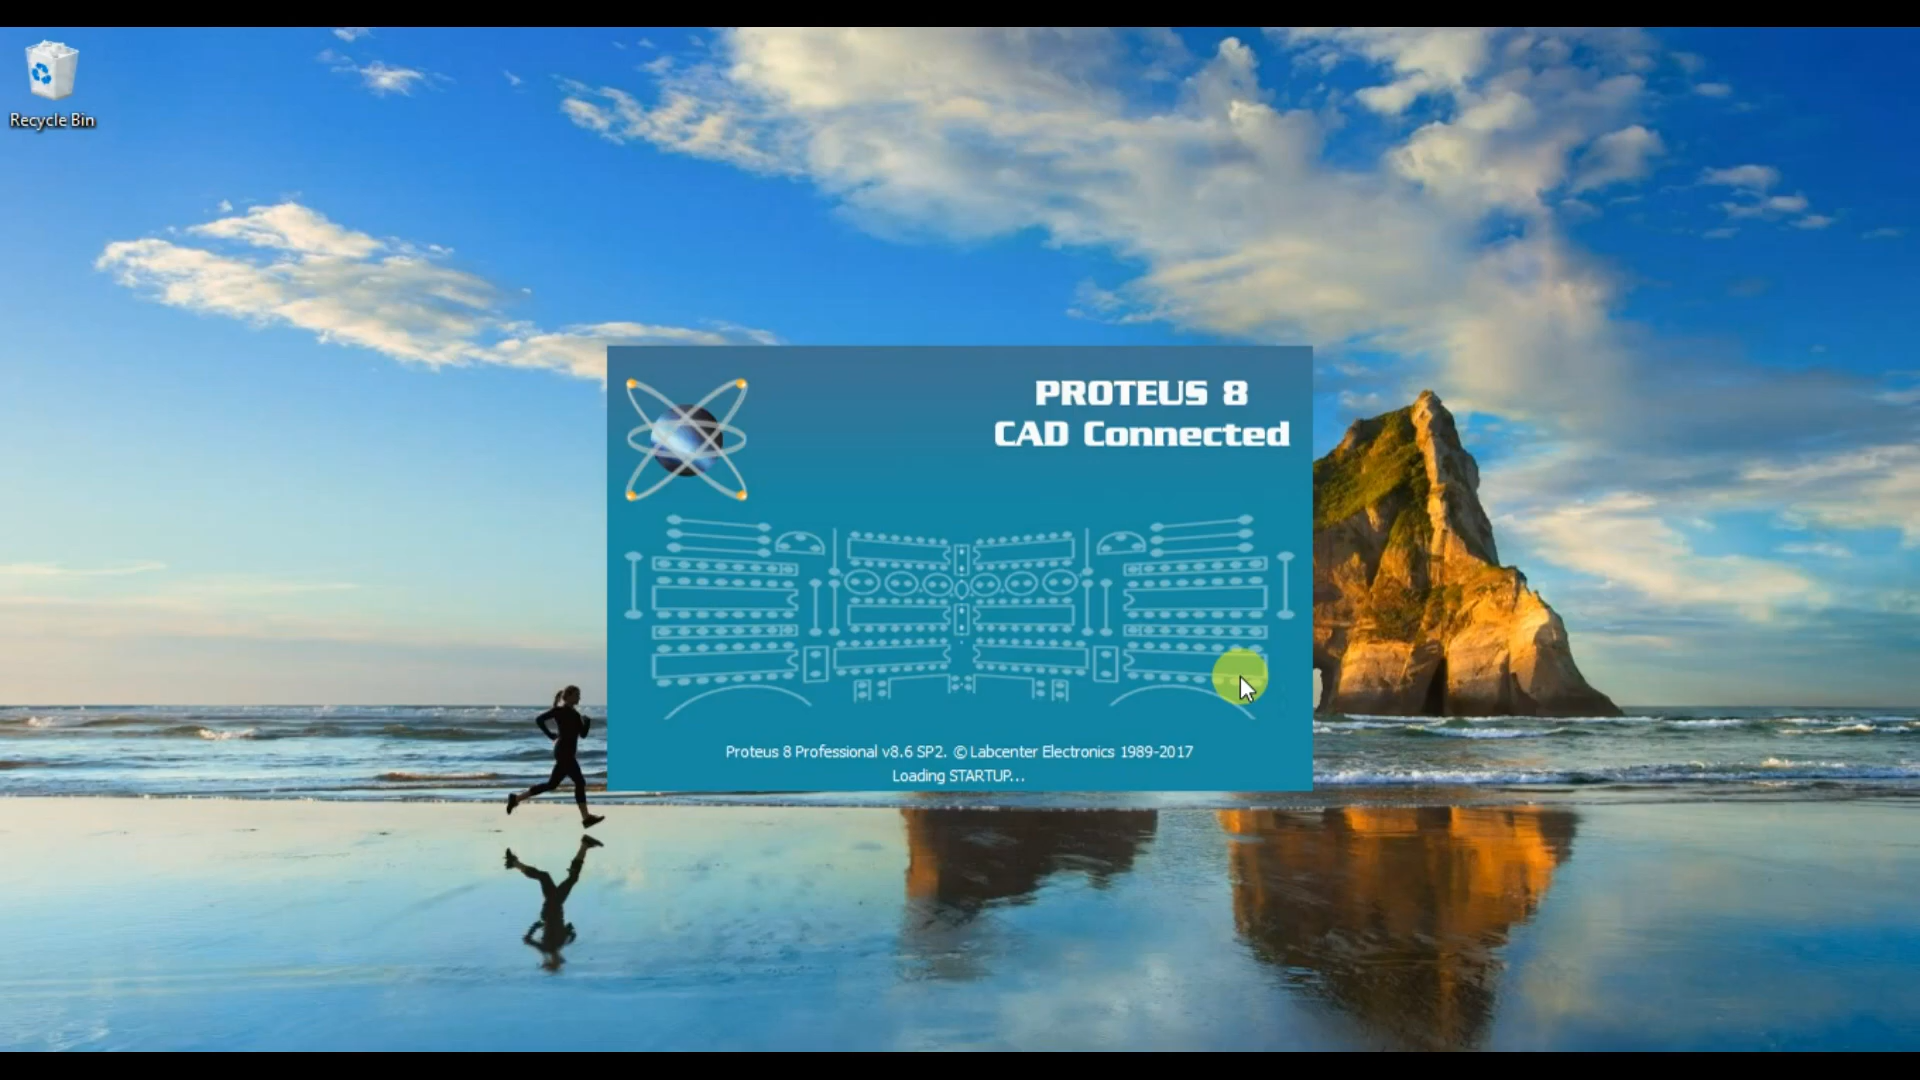 Recycle Bin
PROTEUS 8
CAD Connected
Proteus 8 Professional v8.6 SP2. © Labcenter Electronics 1989-2017
Loading STARTUP...